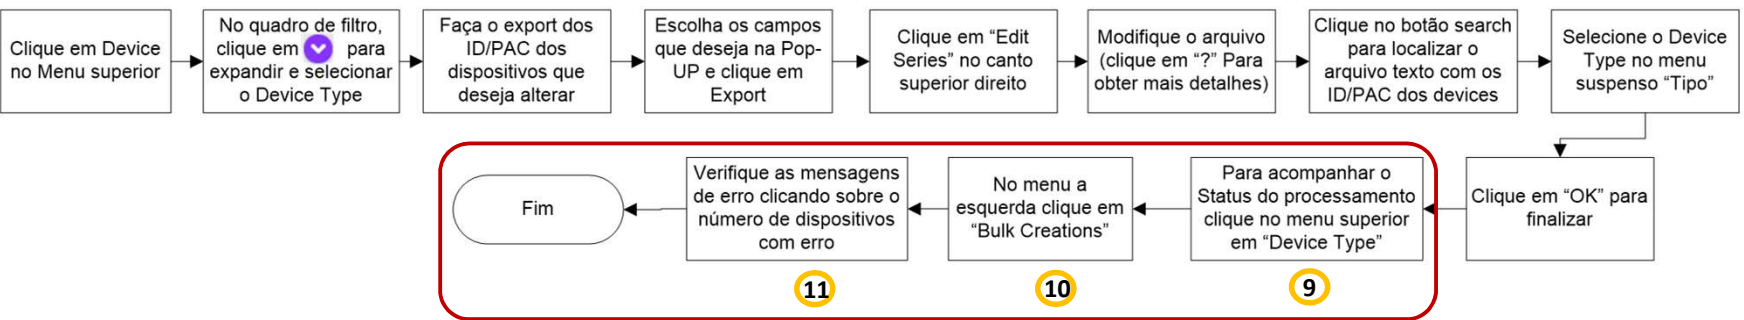 Clique em Device
no Menu superior
No quadro de filtro,
clique em para
expandir e selecionar
o Device Type
Faça o export dos
ID/PAC dos
dispositivos que
deseja alterar
Escolha os campos
que deseja na Pop-
UP e clique em
Export
Clique em “Edit
Series” no canto
superior direito
Modifique o arquivo
(clique em “?” Para
obter mais detalhes)
Clique no botão search
para localizar o
arquivo texto com os
ID/PAC dos devices
Selecione o Device
Type no menu
suspenso “Tipo”
Clique em “OK” para
finalizar
Para acompanhar o
Status do processamento
clique no menu superior
em “Device Type”
9
No menu a
esquerda clique em
“Bulk Creations”
10
Verifique as mensagens
de erro clicando sobre o
número de dispositivos
com erro
11
Fim